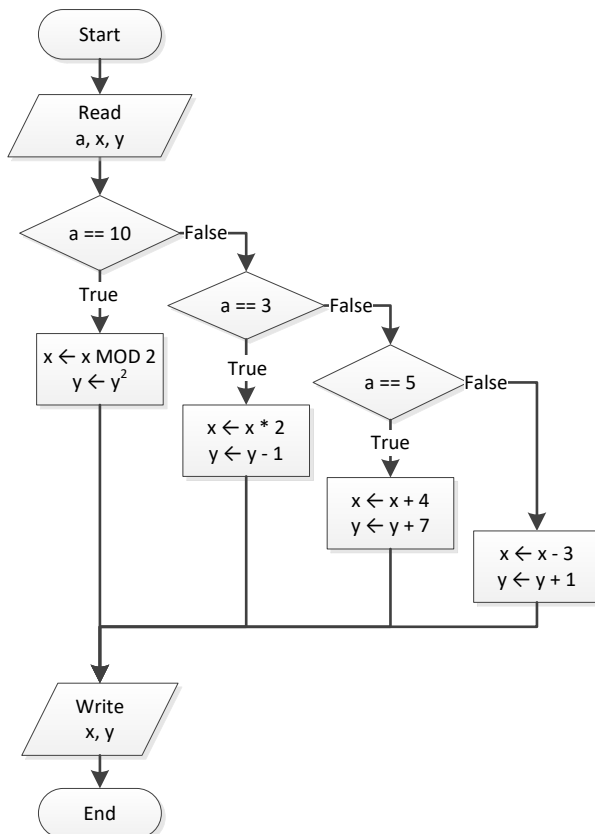 Start
Read
a, x, y
a == 10
False
True
a == 3
False
x ← x MOD 2
y ← y²
True
a == 5
False
x ← x * 2
y ← y - 1
True
x ← x + 4
y ← y + 7
x ← x - 3
y ← y + 1
Write
x, y
End